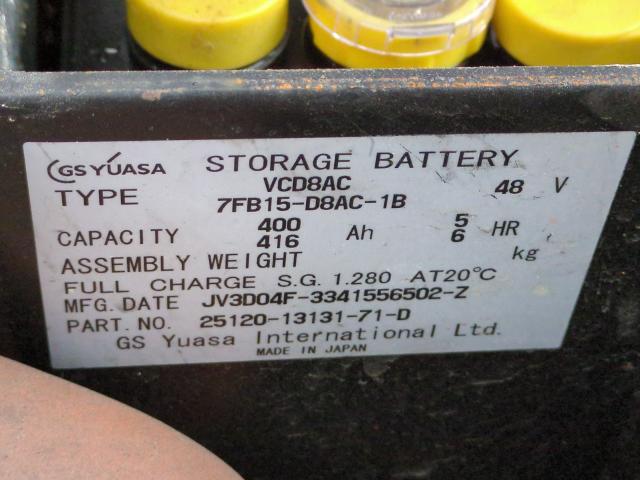 GS YUASA STORAGE BATTERY
TYPE VCD8AC 48 V
7FB15-D8AC-1B
CAPACITY 400 Ah 5 HR
416 6
ASSEMBLY WEIGHT kg
FULL CHARGE S.G. 1.280 AT20℃
MFG. DATE JV3D04F-3341556502-Z
PART. NO. 25120-13131-71-D
GS Yuasa International Ltd.
MADE IN JAPAN